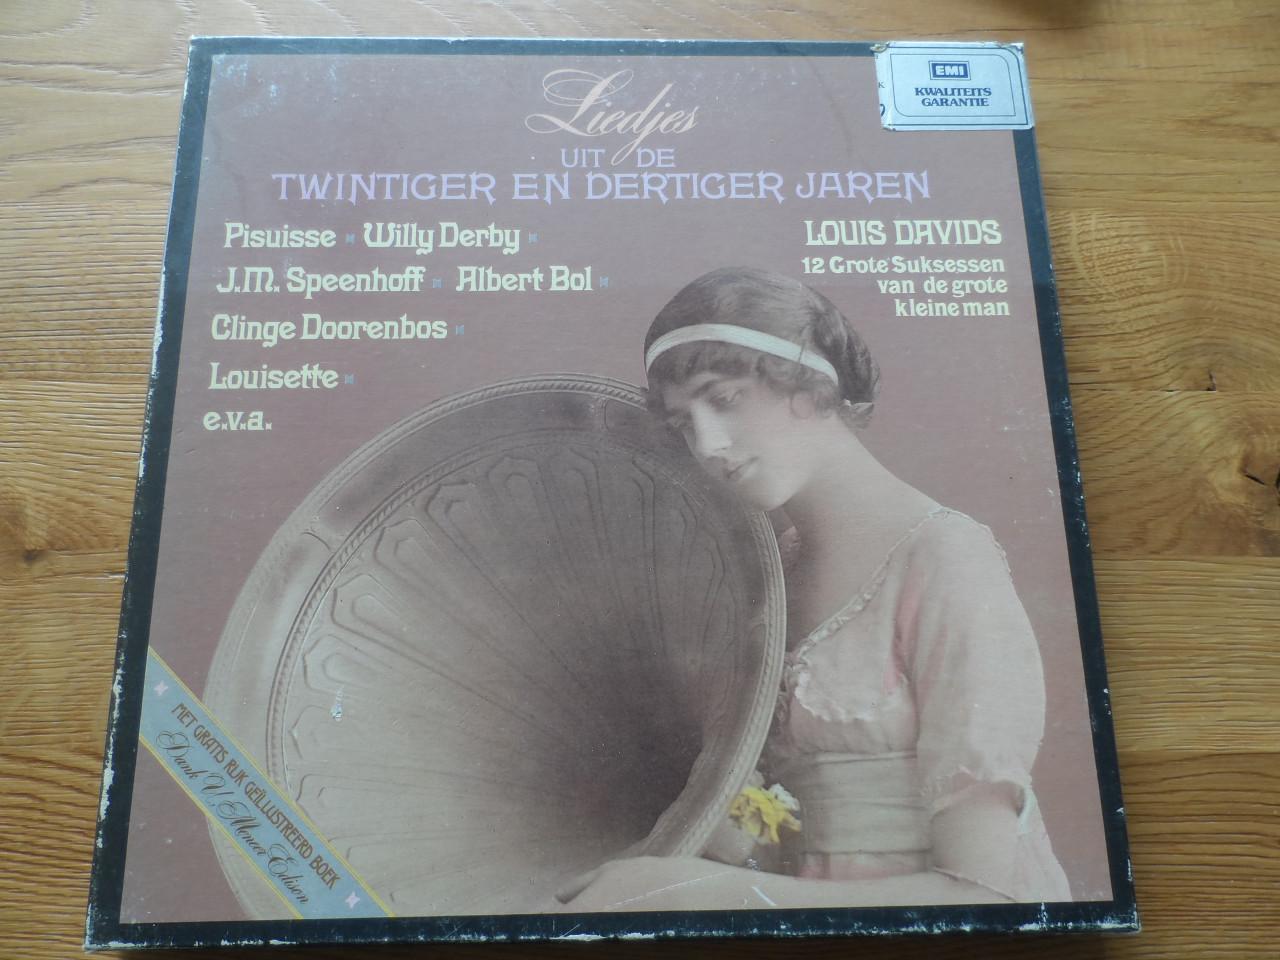 EMI
KWALITEITS
GARANTIE
Liedjes
UIT DE
TWINTIGER EN DERTIGER JAREN
Pisuisse Willy Derby
J.M. Speenhoff Albert Bol
Clinge Doorenbos
Louisette
e.v.a.
LOUIS DAVIDS
12 Grote Suksessen
van de grote
kleine man
MET GRATIS RIJK GEÏLLUSTREERD BOEK
Dank U, Meneer Edison